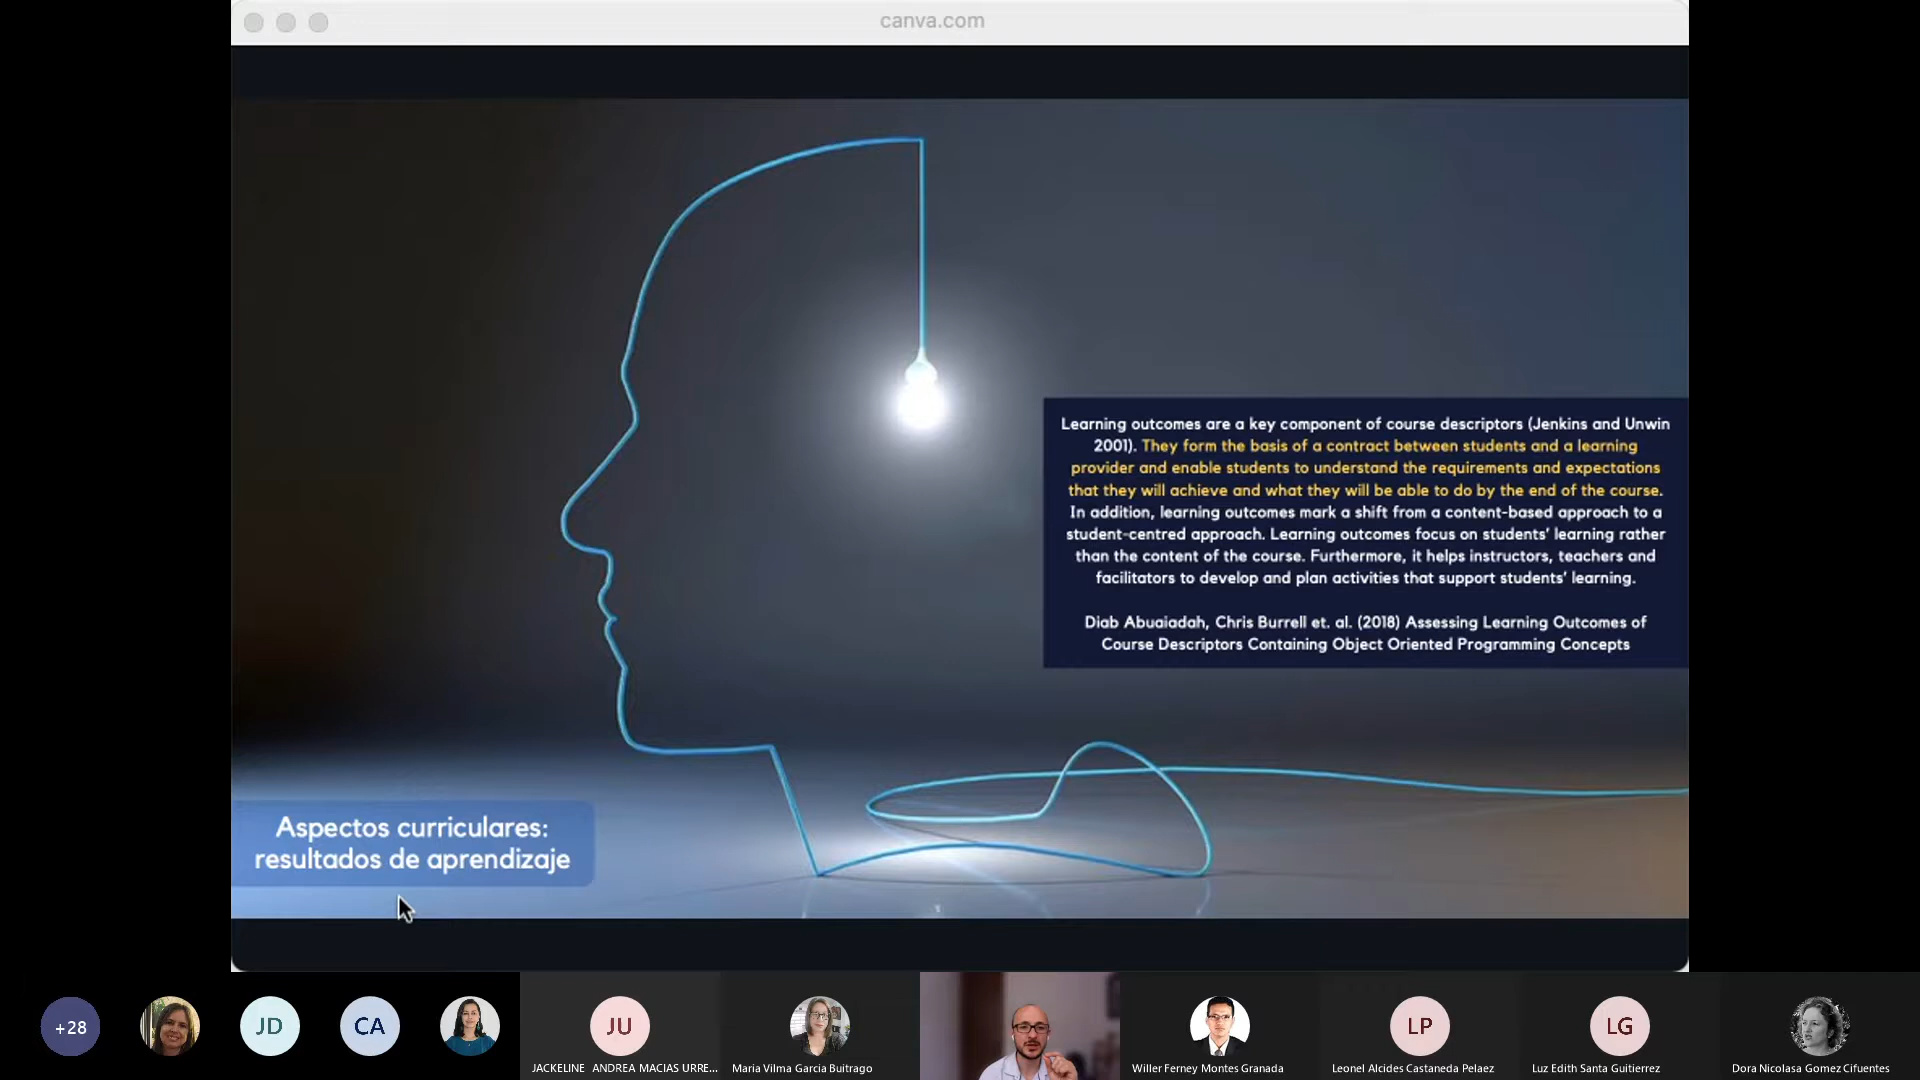 canva.com
Learning outcomes are a key component of course descriptors (Jenkins and Unwin
2001). They form the basis of a contract between students and a learning
provider and enable students to understand the requirements and expectations
that they will achieve and what they will be able to do by the end of the course.
In addition, learning outcomes mark a shift from a content-based approach to a
student-centred approach. Learning outcomes focus on students' learning rather
than the content of the course. Furthermore, it helps instructors, teachers and
facilitators to develop and plan activities that support students' learning.
Diab Abuaiadah, Chris Burrell et. al. (2018) Assessing Learning Outcomes of
Course Descriptors Containing Object Oriented Programming Concepts
Aspectos curriculares:
resultados de aprendizaje
+28
JD
CA
JU
LP
LG
JACKELINE ANDREA MACIAS URRE...
Maria Vilma Garcia Buitrago
Willer Ferney Montes Granada
Leonel Alcides Castaneda Pelaez
Luz Edith Santa Guitierrez
Dora Nicolasa Gomez Cifuentes